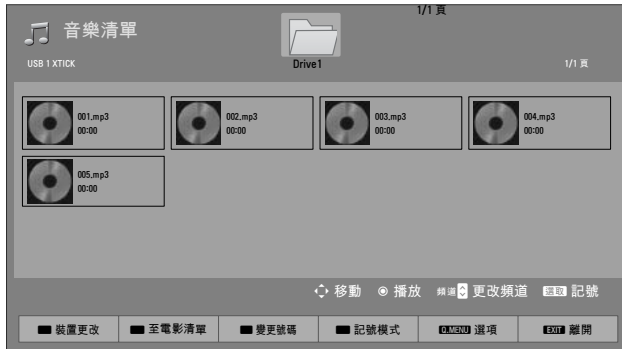 1/1 頁
音樂清單
Drive1
USB 1 XTICK
1/1 頁
001.mp3
00:00
002.mp3
00:00
003.mp3
00:00
004.mp3
00:00
005.mp3
00:00
移動 播放 頻道 更改頻道 選取 記號
裝置更改 至電影清單 變更號碼 記號模式 Q.MENU 選項 EXIT 離開